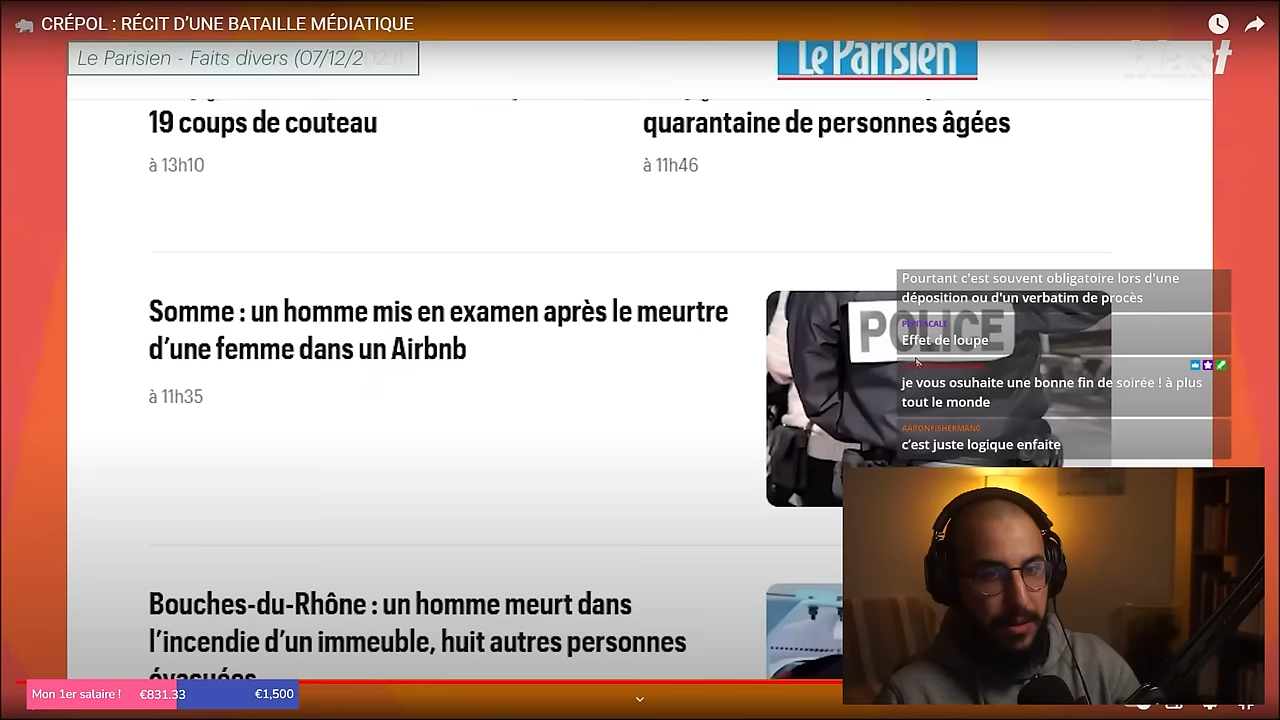 CRÉPOL : RÉCIT D'UNE BATAILLE MÉDIATIQUE
Le Parisien - Faits divers (07/12/2023)
Le Parisien
19 coups de couteau
à 13h10
quarantaine de personnes âgées
à 11h46
Somme : un homme mis en examen après le meurtre
d'une femme dans un Airbnb
à 11h35
POLICE
Pourtant c'est souvent obligatoire lors d'une
déposition ou d'un verbatim de procès
PEPITACALE
Effet de loupe
je vous osuhaite une bonne fin de soirée ! à plus
tout le monde
AARONFISHERMAN0
c'est juste logique enfaite
Bouches-du-Rhône : un homme meurt dans
l'incendie d'un immeuble, huit autres personnes
évacuées
Mon 1er salaire ! €831.33 €1,500